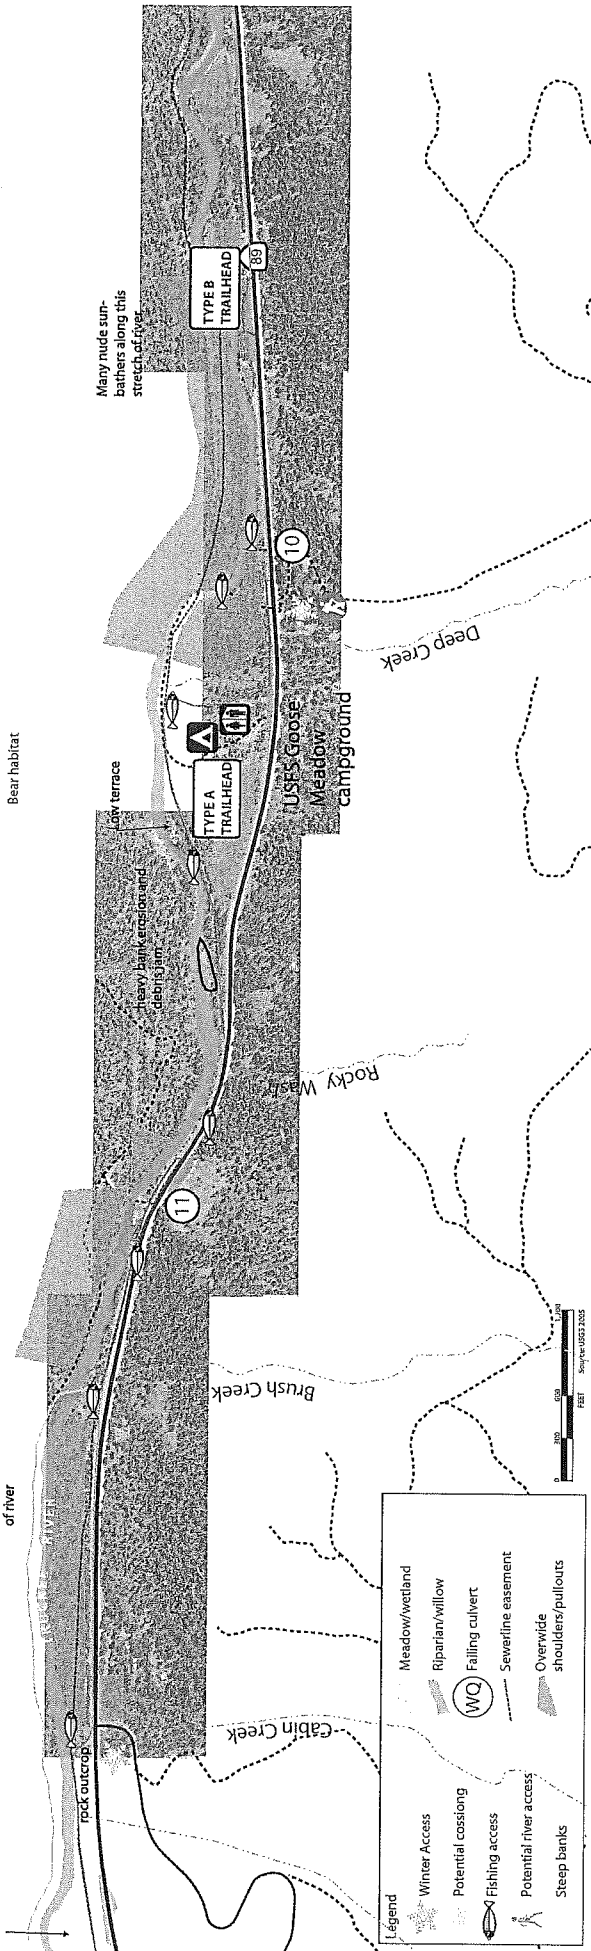 of river
Bear habitat
Many nude sun-
bathers along this
stretch of river
Low terrace
heavy bank erosion and
debris jam
rock outcrop
RIVER
TYPE A
TRAILHEAD
TYPE B
TRAILHEAD
89
10
11
USFS Goose
Meadow
campground
Cabin Creek
Brush Creek
Rocky Wash
Deep Creek
Legend
Winter Access
Potential cossiong
Fishing access
Potential river access
Steep banks
Meadow/wetland
Riparian/willow
WQ Failing culvert
Sewerline easement
Overwide
shoulders/pullouts
0 300 600 1,200
FEET Source: USGS 2005